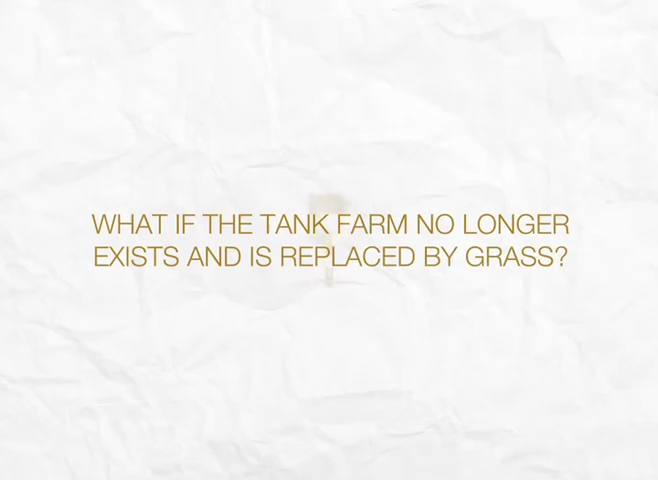 WHAT IF THE TANK FARM NO LONGER
EXISTS AND IS REPLACED BY GRASS?